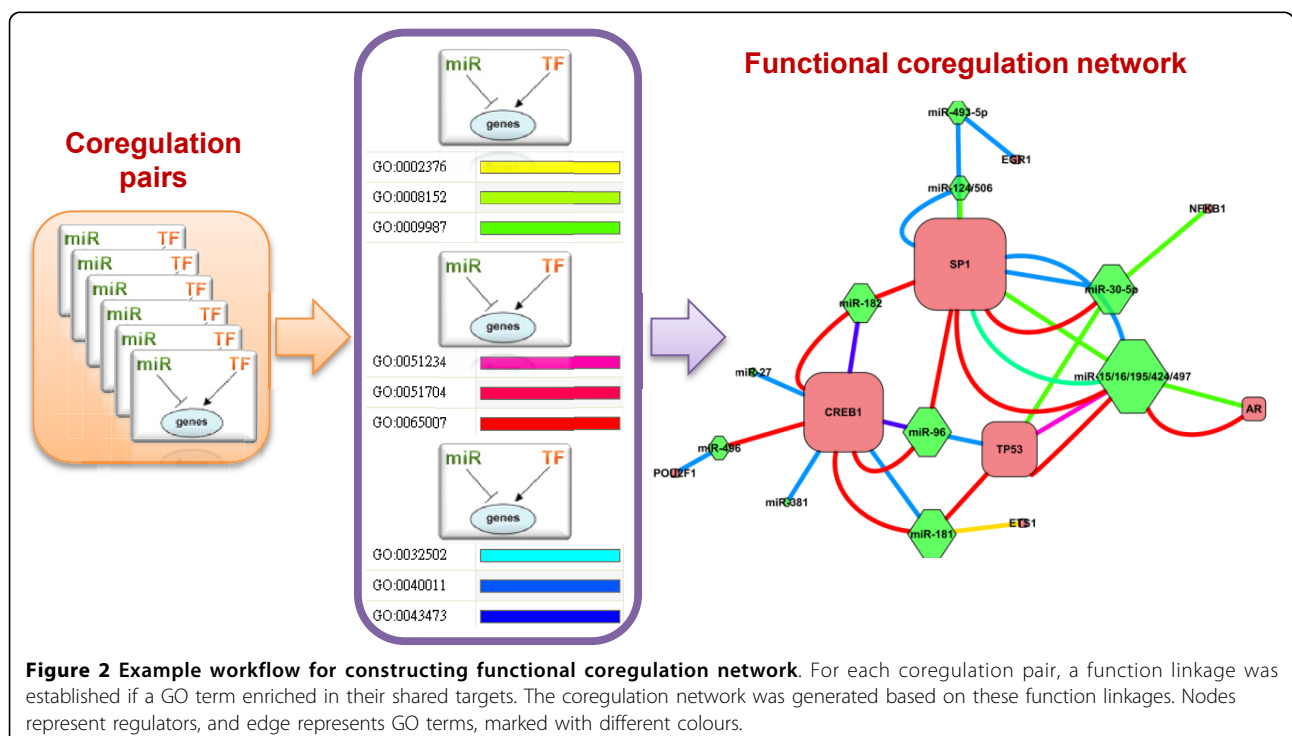 Coregulation
pairs
miR TF
miR TF
miR TF
miR TF
miR TF
miR TF
genes
miR TF
genes
GO:0002376
GO:0008152
GO:0009987
miR TF
genes
GO:0051234
GO:0051704
GO:0065007
miR TF
genes
GO:0032502
GO:0040011
GO:0043473
Functional coregulation network
miR-493-5p
EGR1
miR-124/506
NFKB1
SP1
miR-30-5p
miR-182
miR-15/16/195/424/497
miR-27
CREB1
AR
miR-96
TP53
miR-496
POU2F1
miR-381
ETS1
miR-181
Figure 2 Example workflow for constructing functional coregulation network. For each coregulation pair, a function linkage was
established if a GO term enriched in their shared targets. The coregulation network was generated based on these function linkages. Nodes
represent regulators, and edge represents GO terms, marked with different colours.